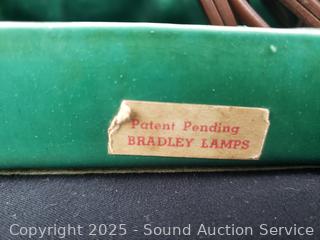 Patent Pending
BRADLEY LAMPS
Copyright 2025 - Sound Auction Service